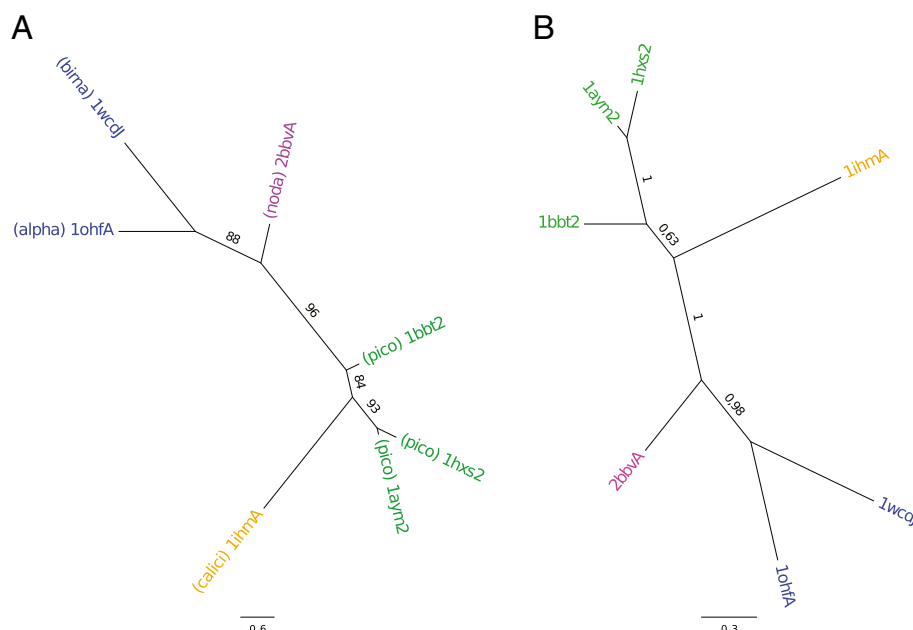 A
(birna) 1wcdJ
(noda) 2bbvA
(alpha) 1ohfA
88
96
(pico) 1bbt2
84
93
(pico) 1hxs2
(pico) 1aym2
(calici) 1ihmA
0.6
B
1hxs2
1aym2
1ihmA
1
1bbt2
0,63
1
0,98
2bbvA
1wcdJ
1ohfA
0.3